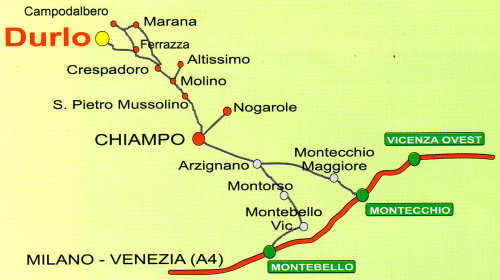 Campodalbero
Marana
Durlo
Ferrazza
Altissimo
Crespadoro
Molino
S. Pietro Mussolino
Nogarole
CHIAMPO
VICENZA OVEST
Montecchio
Maggiore
Arzignano
Montorso
MONTECCHIO
Montebello
Vic.
MILANO - VENEZIA (A4)
MONTEBELLO